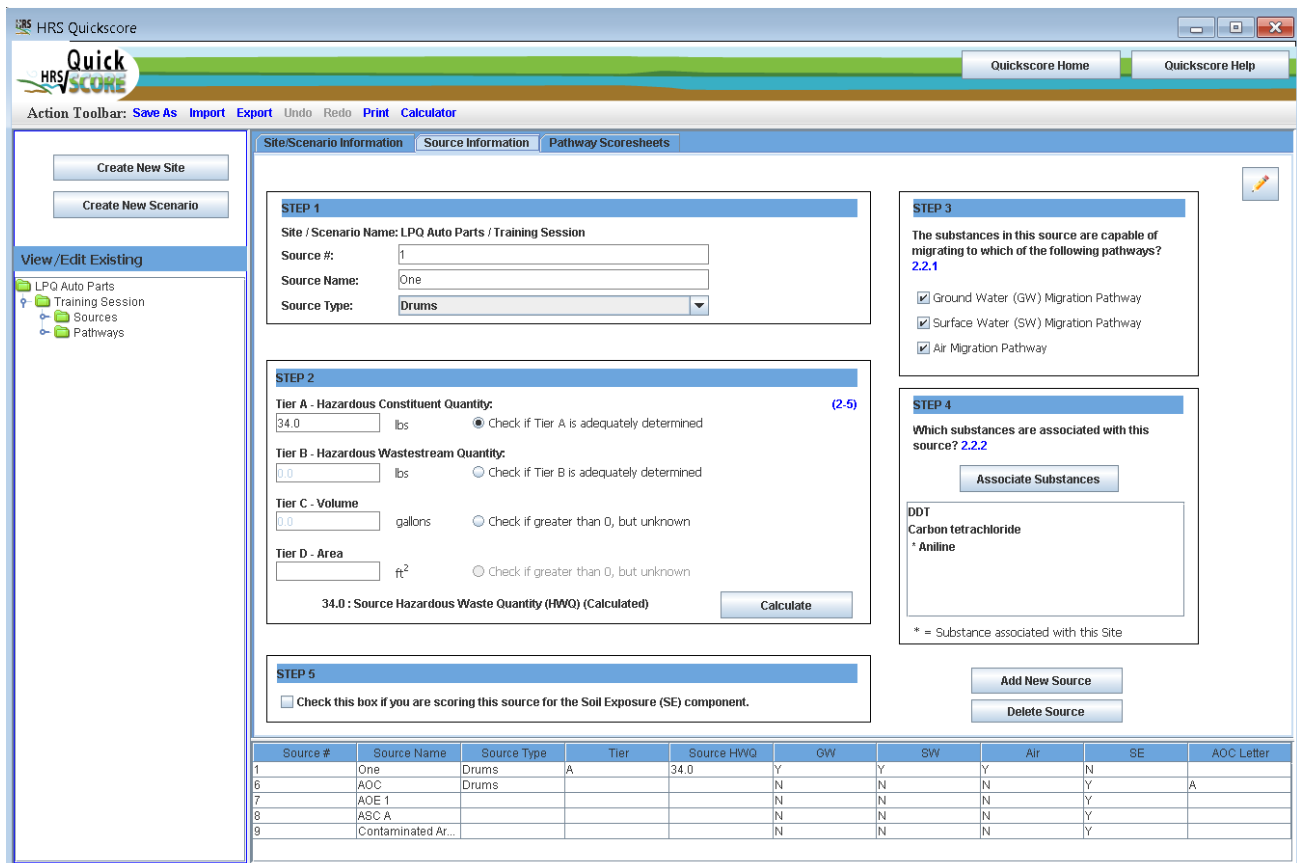 HRS Quickscore
Quick
HRS SCORE
Quickscore Home
Quickscore Help
Action Toolbar: Save As Import Export Undo Redo Print Calculator
Create New Site
Create New Scenario
View/Edit Existing
LPQ Auto Parts
Training Session
Sources
Pathways
Site/Scenario Information Source Information Pathway Scoresheets
STEP 1
Site / Scenario Name: LPQ Auto Parts / Training Session
Source #: 1
Source Name: One
Source Type: Drums
STEP 2
Tier A - Hazardous Constituent Quantity: (2-5)
34.0 lbs Check if Tier A is adequately determined
Tier B - Hazardous Wastestream Quantity:
0.0 lbs Check if Tier B is adequately determined
Tier C - Volume
0.0 gallons Check if greater than 0, but unknown
Tier D - Area
ft² Check if greater than 0, but unknown
34.0 : Source Hazardous Waste Quantity (HWQ) (Calculated) Calculate
STEP 3
The substances in this source are capable of
migrating to which of the following pathways?
2.2.1
Ground Water (GW) Migration Pathway
Surface Water (SW) Migration Pathway
Air Migration Pathway
STEP 4
Which substances are associated with this
source? 2.2.2
Associate Substances
DDT
Carbon tetrachloride
* Aniline
* = Substance associated with this Site
STEP 5
Check this box if you are scoring this source for the Soil Exposure (SE) component.
Add New Source
Delete Source
Source # Source Name Source Type Tier Source HWQ GW SW Air SE AOC Letter
1 One Drums A 34.0 Y Y Y N
6 AOC Drums N N N Y A
7 AOE 1 N N N Y
8 ASC A N N N Y
9 Contaminated Ar... N N N Y